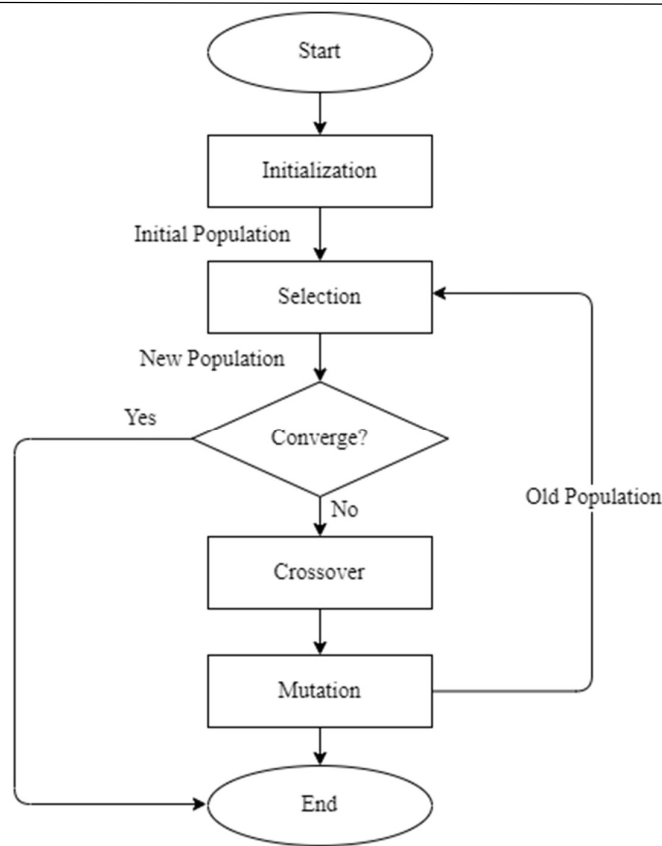 Start
Initialization
Initial Population
Selection
New Population
Yes
Converge?
Old Population
No
Crossover
Mutation
End